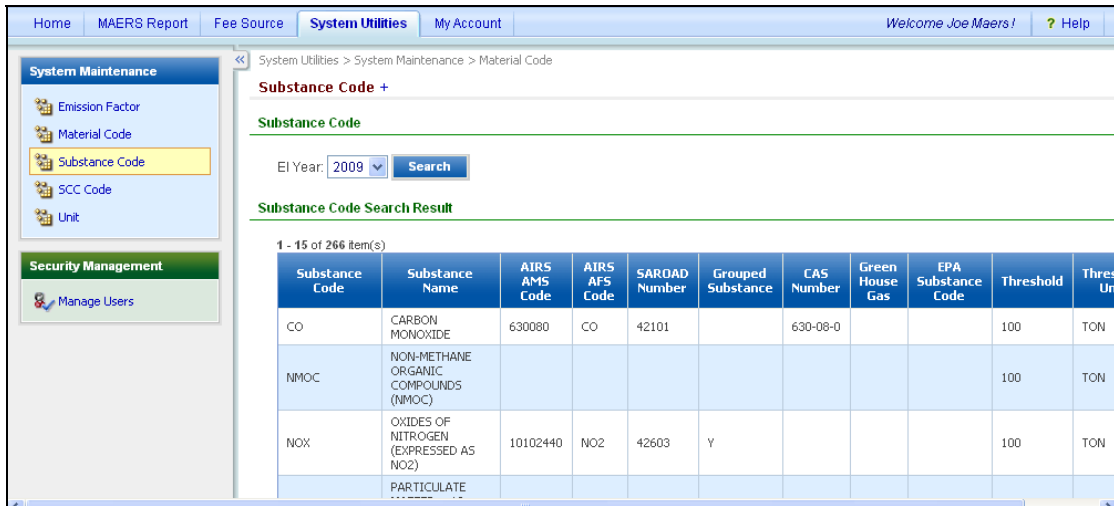 Home MAERS Report Fee Source System Utilities My Account Welcome Joe Maers! ? Help
System Maintenance
Emission Factor
Material Code
Substance Code
SCC Code
Unit
Security Management
Manage Users
System Utilities > System Maintenance > Material Code
Substance Code +
Substance Code
EI Year: 2009 Search
Substance Code Search Result
1 - 15 of 266 item(s)
Substance Code Substance Name AIRS AMS Code AIRS AFS Code SAROAD Number Grouped Substance CAS Number Green House Gas EPA Substance Code Threshold
CO CARBON MONOXIDE 630080 CO 42101 630-08-0 100 TON
NMOC NON-METHANE ORGANIC COMPOUNDS (NMOC) 100 TON
NOX OXIDES OF NITROGEN (EXPRESSED AS NO2) 10102440 NO2 42603 Y 100 TON
PARTICULATE